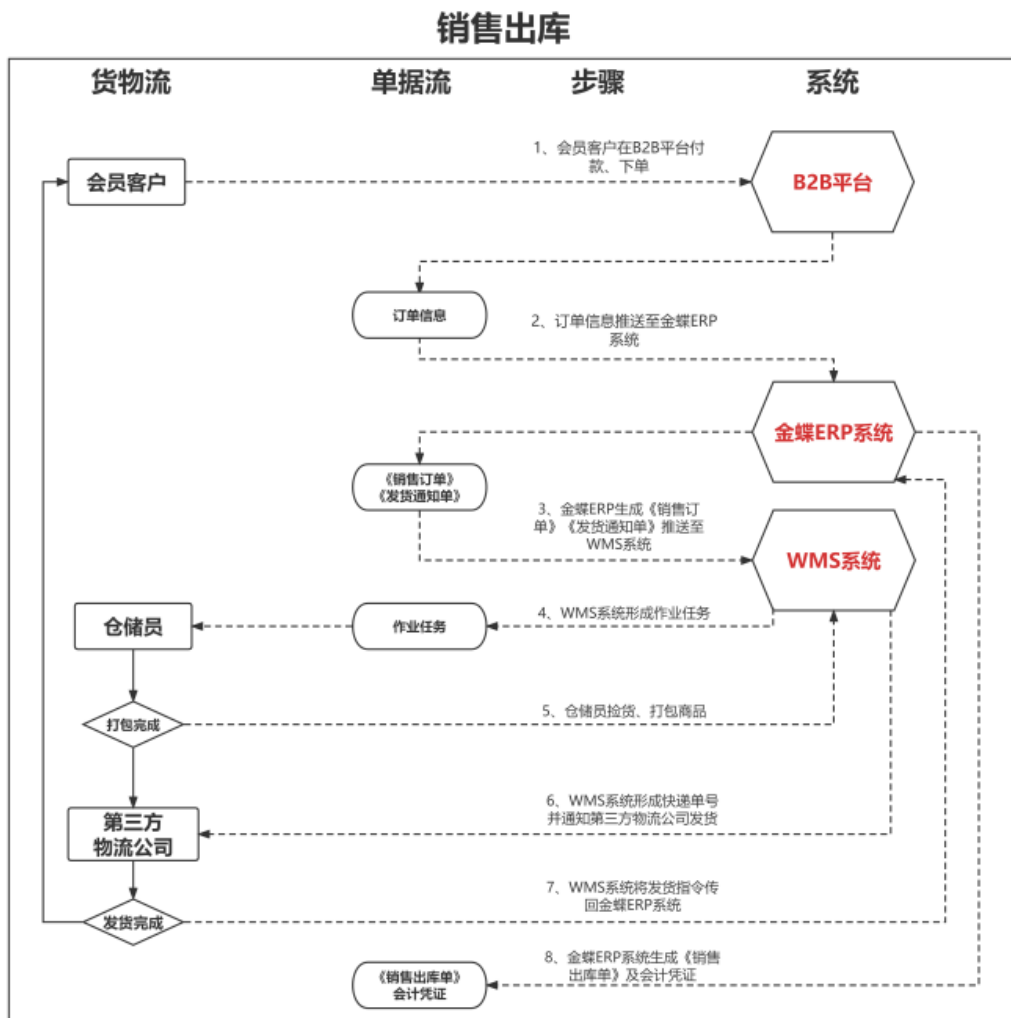 销售出库
货物流
单据流
步骤
系统
1、会员客户在B2B平台付
款、下单
会员客户
B2B平台
订单信息
2、订单信息推送至金蝶ERP
系统
金蝶ERP系统
《销售订单》
《发货通知单》
3、金蝶ERP生成《销售订
单》《发货通知单》推送至
WMS系统
WMS系统
仓储员
作业任务
4、WMS系统形成作业任务
打包完成
5、仓储员捡货、打包商品
6、WMS系统形成快递单号
并通知第三方物流公司发货
第三方
物流公司
7、WMS系统将发货指令传
回金蝶ERP系统
发货完成
8、金蝶ERP系统生成《销售
出库单》及会计凭证
《销售出库单》
会计凭证